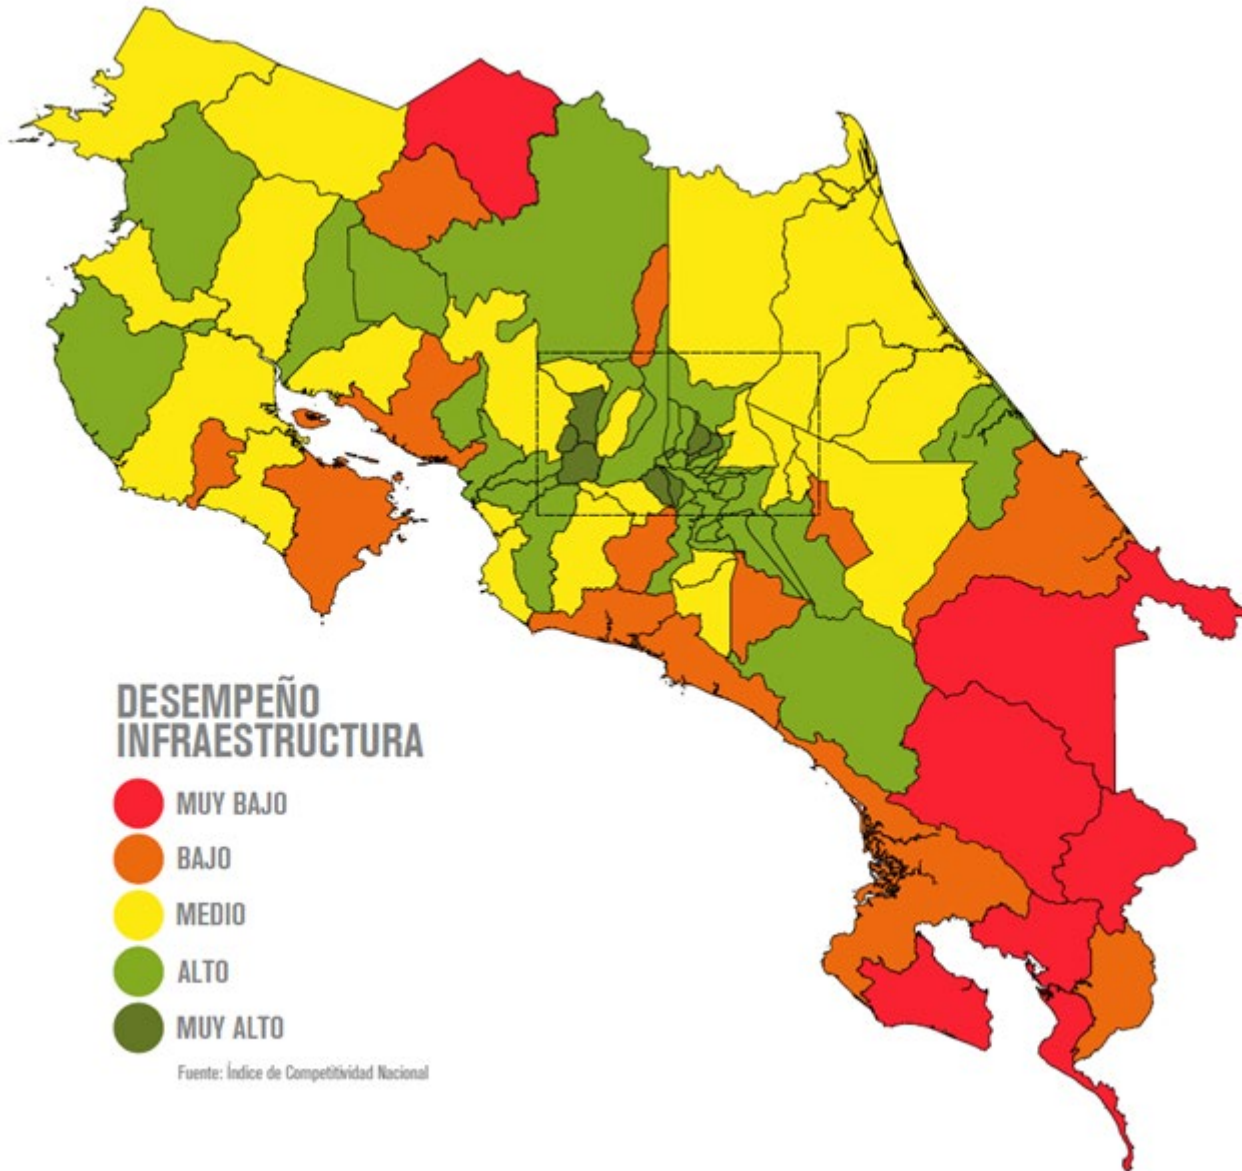 DESEMPEÑO
INFRAESTRUCTURA
MUY BAJO
BAJO
MEDIO
ALTO
MUY ALTO
Fuente: Índice de Competitividad Nacional